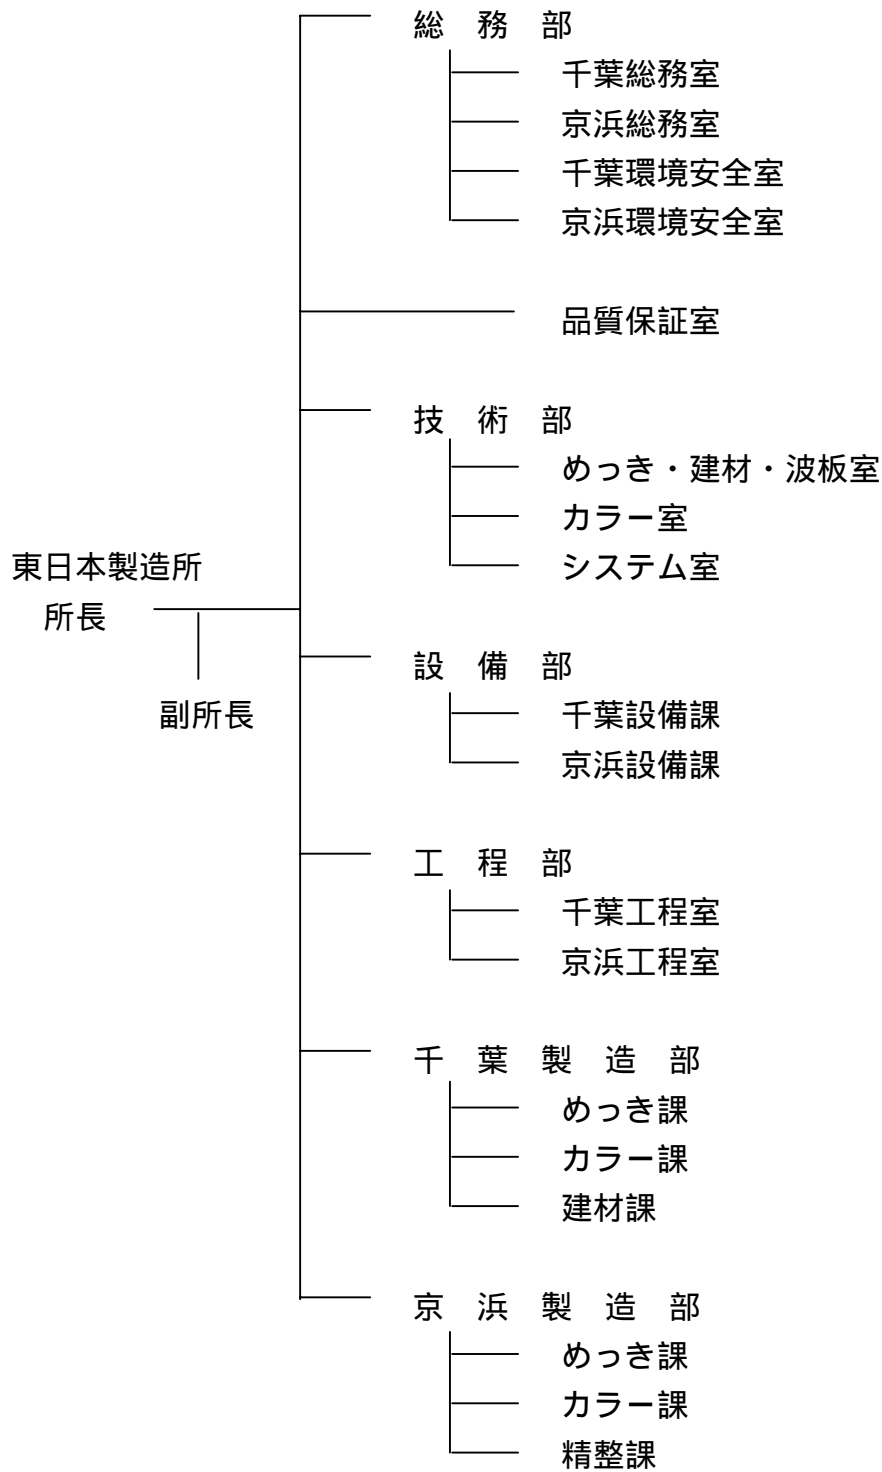 総　務　部
千葉総務室
京浜総務室
千葉環境安全室
京浜環境安全室
品質保証室
技　術　部
めっき・建材・波板室
カラー室
システム室
東日本製造所
所長
副所長
設　備　部
千葉設備課
京浜設備課
工　程　部
千葉工程室
京浜工程室
千　葉　製　造　部
めっき課
カラー課
建材課
京　浜　製　造　部
めっき課
カラー課
精整課